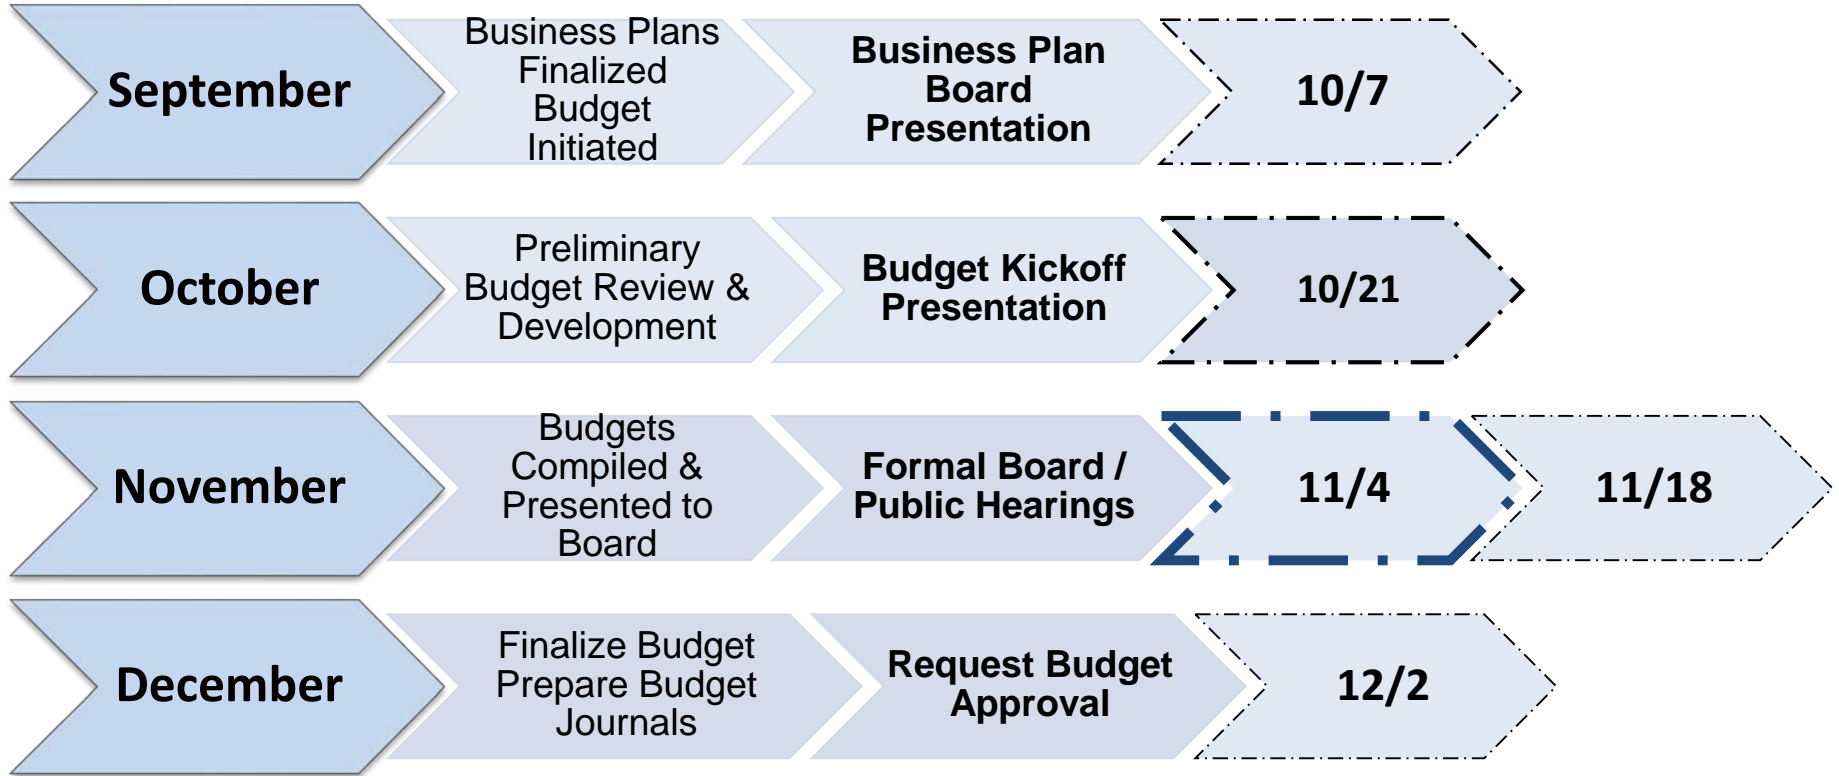 September
Business Plans
Finalized
Budget
Initiated
Business Plan
Board
Presentation
10/7
October
Preliminary
Budget Review &
Development
Budget Kickoff
Presentation
10/21
November
Budgets
Compiled &
Presented to
Board
Formal Board /
Public Hearings
11/4
11/18
December
Finalize Budget
Prepare Budget
Journals
Request Budget
Approval
12/2